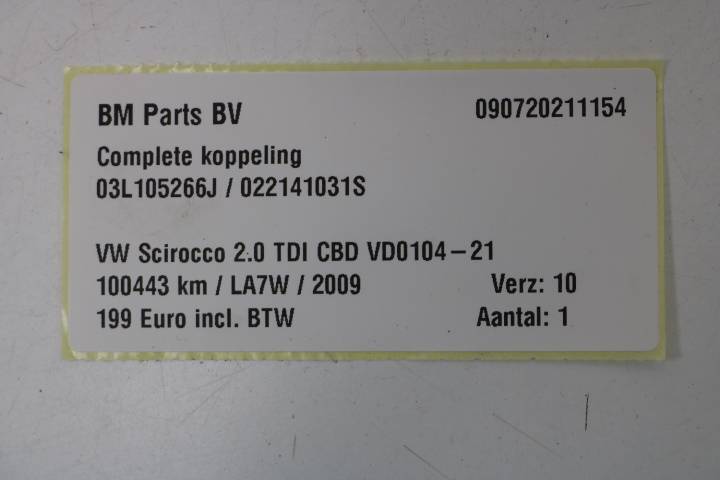 BM Parts BV 090720211154
Complete koppeling
03L105266J / 022141031S
VW Scirocco 2.0 TDI CBD VD0104-21
100443 km / LA7W / 2009 Verz: 10
199 Euro incl. BTW Aantal: 1